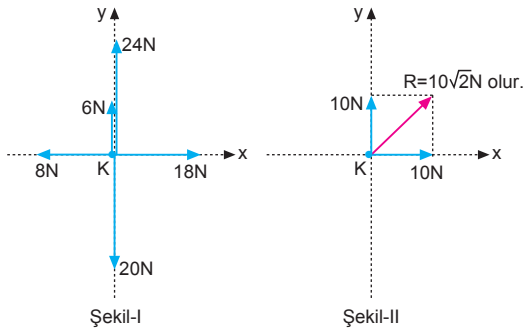 y
24N
6N
K
x
8N
18N
20N
Şekil-I
y
R=10√2N olur.
10N
K
x
10N
Şekil-II